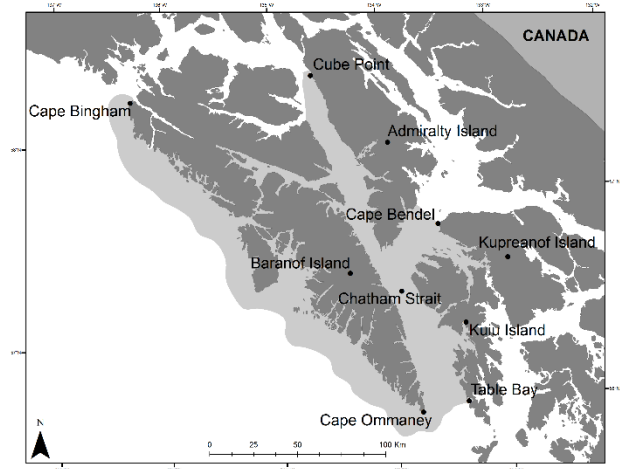 CANADA
Cube Point
Cape Bingham
Admiralty Island
Cape Bendel
Kupreanof Island
Baranof Island
Chatham Strait
Kuiu Island
Table Bay
Cape Ommaney
N
0 25 50 100 Km